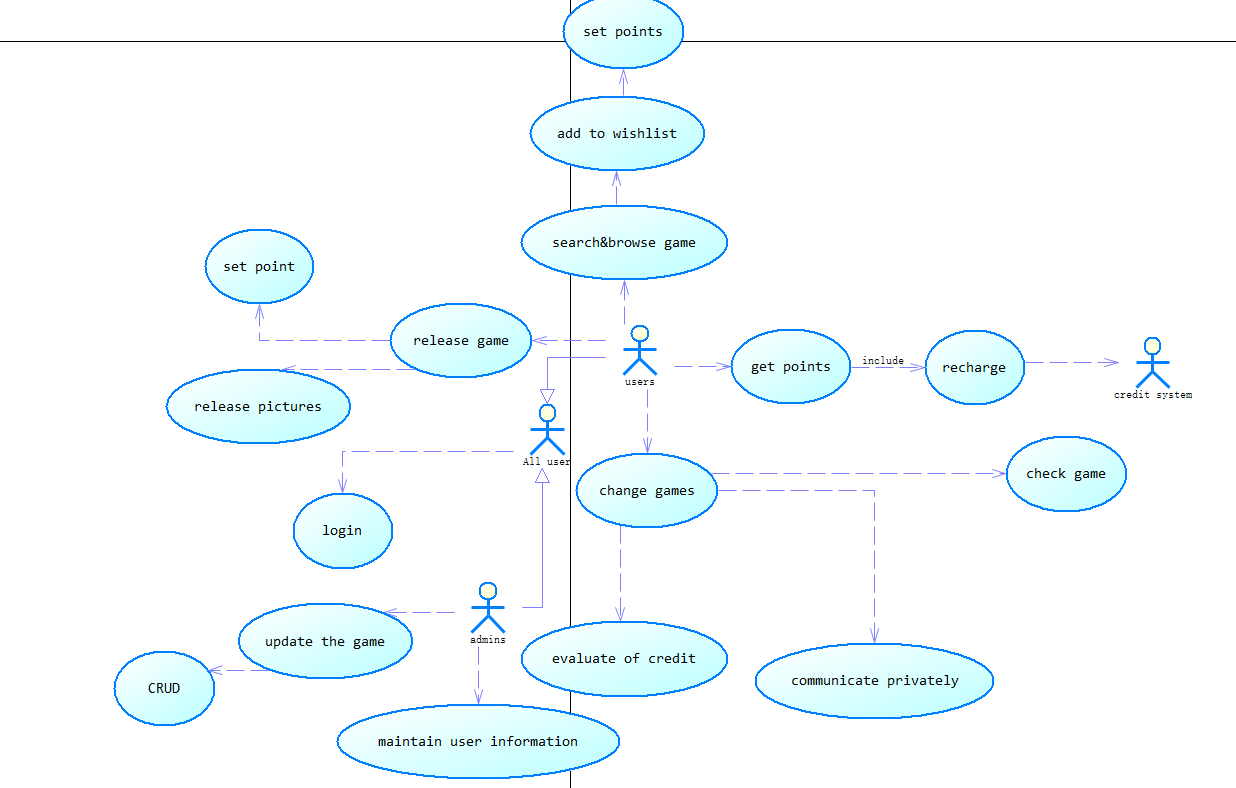 set points
add to wishlist
search&browse game
set point
release game
users
get points
include
recharge
credit system
release pictures
All user
change games
check game
login
admins
update the game
evaluate of credit
communicate privately
CRUD
maintain user information